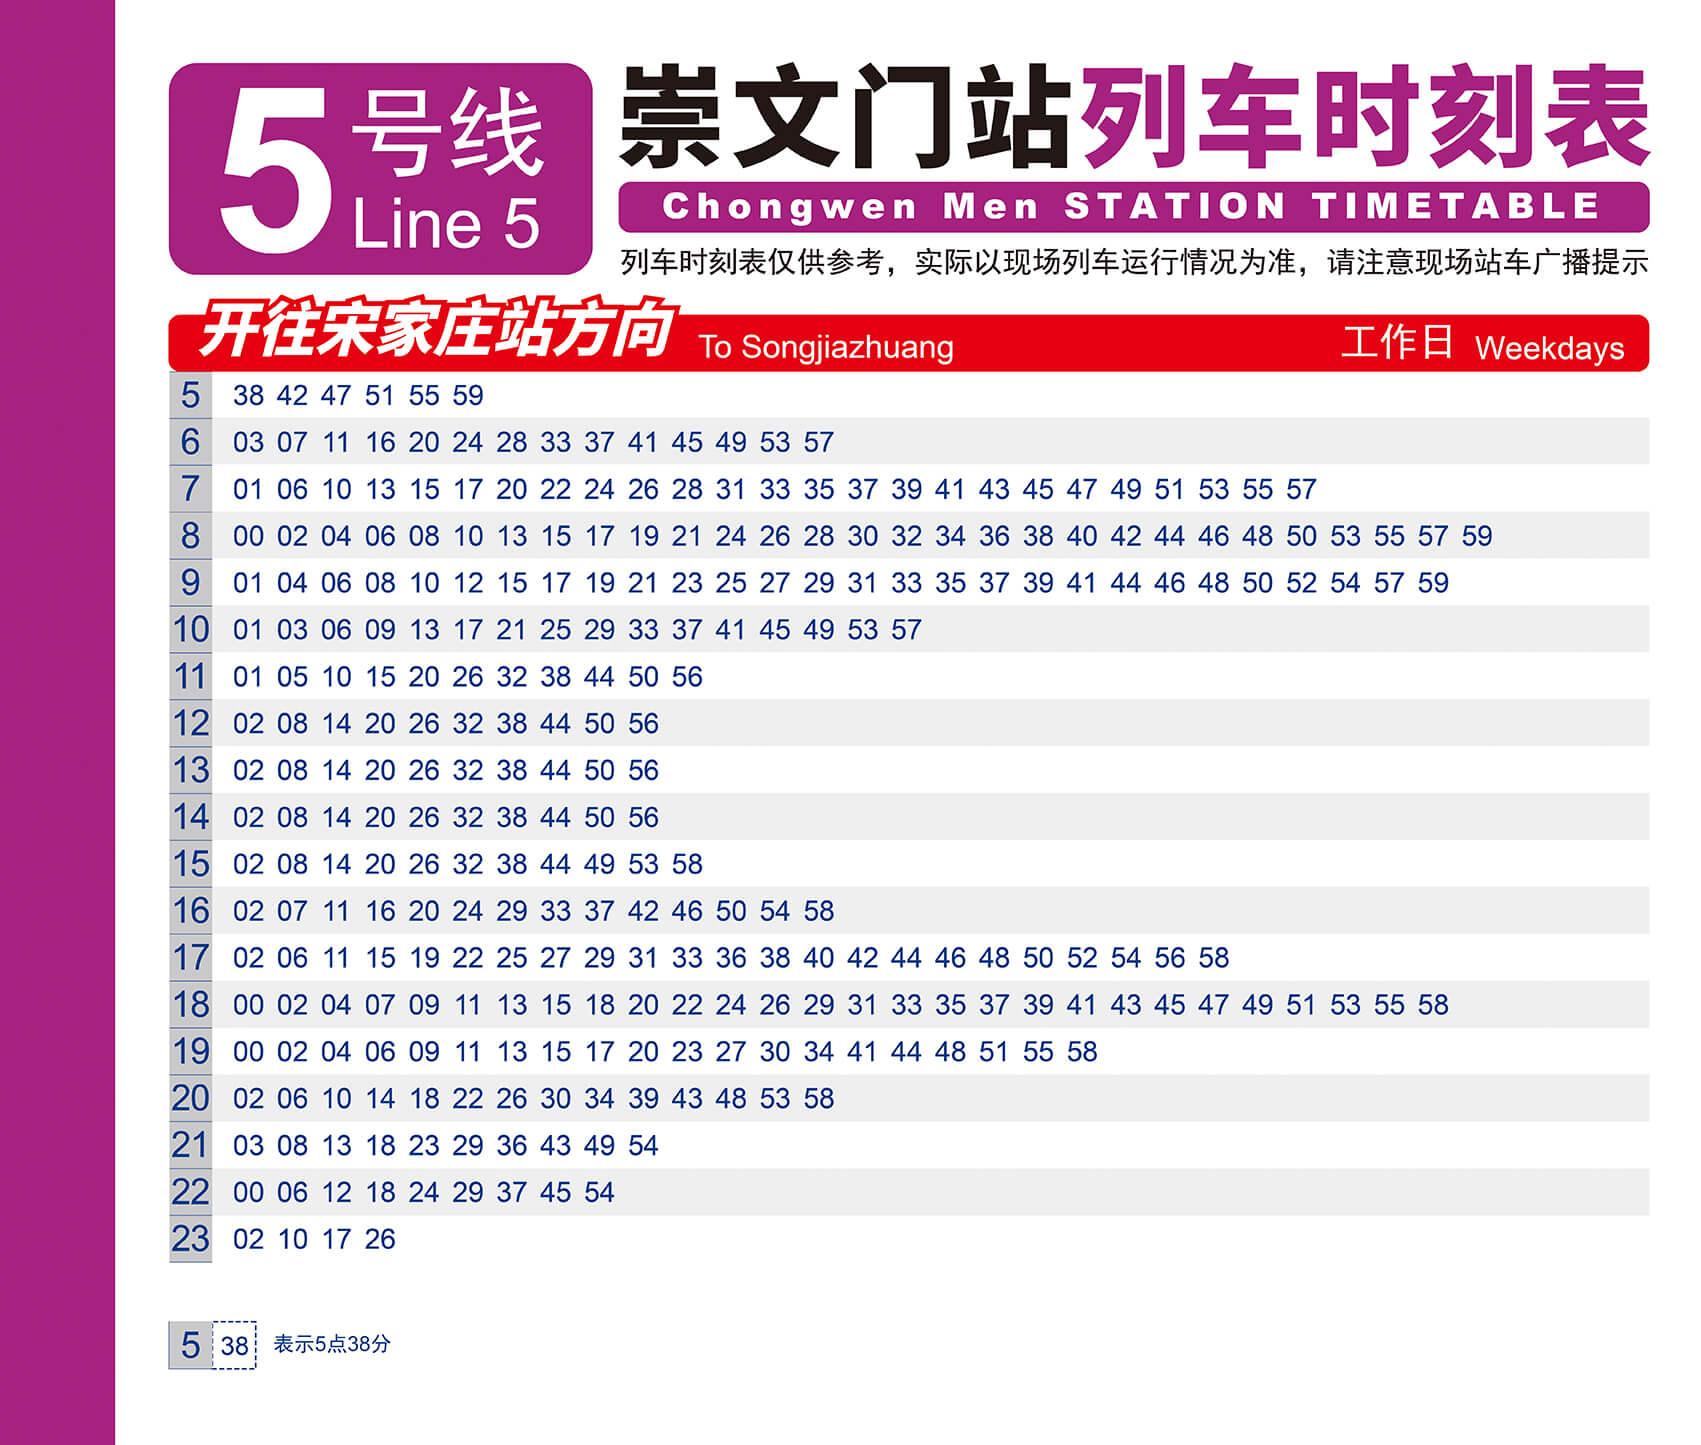 5号线
Line 5
崇文门站列车时刻表
Chongwen Men STATION TIMETABLE
列车时刻表仅供参考，实际以现场列车运行情况为准，请注意现场站车广播提示
开往宋家庄站方向 To Songjiazhuang 工作日 Weekdays
5 38 42 47 51 55 59
6 03 07 11 16 20 24 28 33 37 41 45 49 53 57
7 01 06 10 13 15 17 20 22 24 26 28 31 33 35 37 39 41 43 45 47 49 51 53 55 57
8 00 02 04 06 08 10 13 15 17 19 21 24 26 28 30 32 34 36 38 40 42 44 46 48 50 53 55 57 59
9 01 04 06 08 10 12 15 17 19 21 23 25 27 29 31 33 35 37 39 41 44 46 48 50 52 54 57 59
10 01 03 06 09 13 17 21 25 29 33 37 41 45 49 53 57
11 01 05 10 15 20 26 32 38 44 50 56
12 02 08 14 20 26 32 38 44 50 56
13 02 08 14 20 26 32 38 44 50 56
14 02 08 14 20 26 32 38 44 50 56
15 02 08 14 20 26 32 38 44 49 53 58
16 02 07 11 16 20 24 29 33 37 42 46 50 54 58
17 02 06 11 15 19 22 25 27 29 31 33 36 38 40 42 44 46 48 50 52 54 56 58
18 00 02 04 07 09 11 13 15 18 20 22 24 26 29 31 33 35 37 39 41 43 45 47 49 51 53 55 58
19 00 02 04 06 09 11 13 15 17 20 23 27 30 34 41 44 48 51 55 58
20 02 06 10 14 18 22 26 30 34 39 43 48 53 58
21 03 08 13 18 23 29 36 43 49 54
22 00 06 12 18 24 29 37 45 54
23 02 10 17 26
5 38 表示5点38分